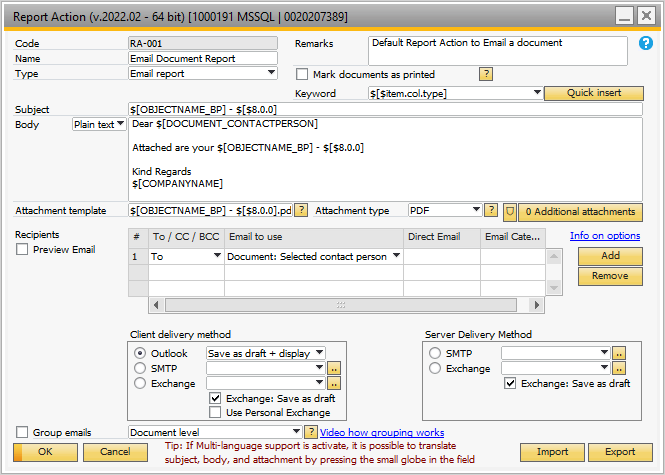 Report Action (v.2022.02 - 64 bit) [1000191 MSSQL | 0020207389]
Code RA-001 Remarks Default Report Action to Email a document
Name Email Document Report
Type Email report Mark documents as printed ?
Keyword $[$item.col.type] Quick insert
Subject $[OBJECTNAME_BP] - $[$8.0.0]
Body Plain text Dear $[DOCUMENT_CONTACTPERSON]
Attached are your $[OBJECTNAME_BP] - $[$8.0.0]
Kind Regards
$[COMPANYNAME]
Attachment template $[OBJECTNAME_BP] - $[$8.0.0].pd ? Attachment type PDF ? 0 Additional attachments
Recipients # To / CC / BCC Email to use Direct Email Email Cate... Info on options
Preview Email 1 To Document: Selected contact person Add
Remove
Client delivery method Server Delivery Method
Outlook Save as draft + display SMTP ..
SMTP .. Exchange ..
Exchange .. Exchange: Save as draft
Exchange: Save as draft
Use Personal Exchange
Group emails Document level ? Video how grouping works
OK Cancel Tip: If Multi-language support is activate, it is possible to translate Import Export
subject, body, and attachment by pressing the small globe in the field